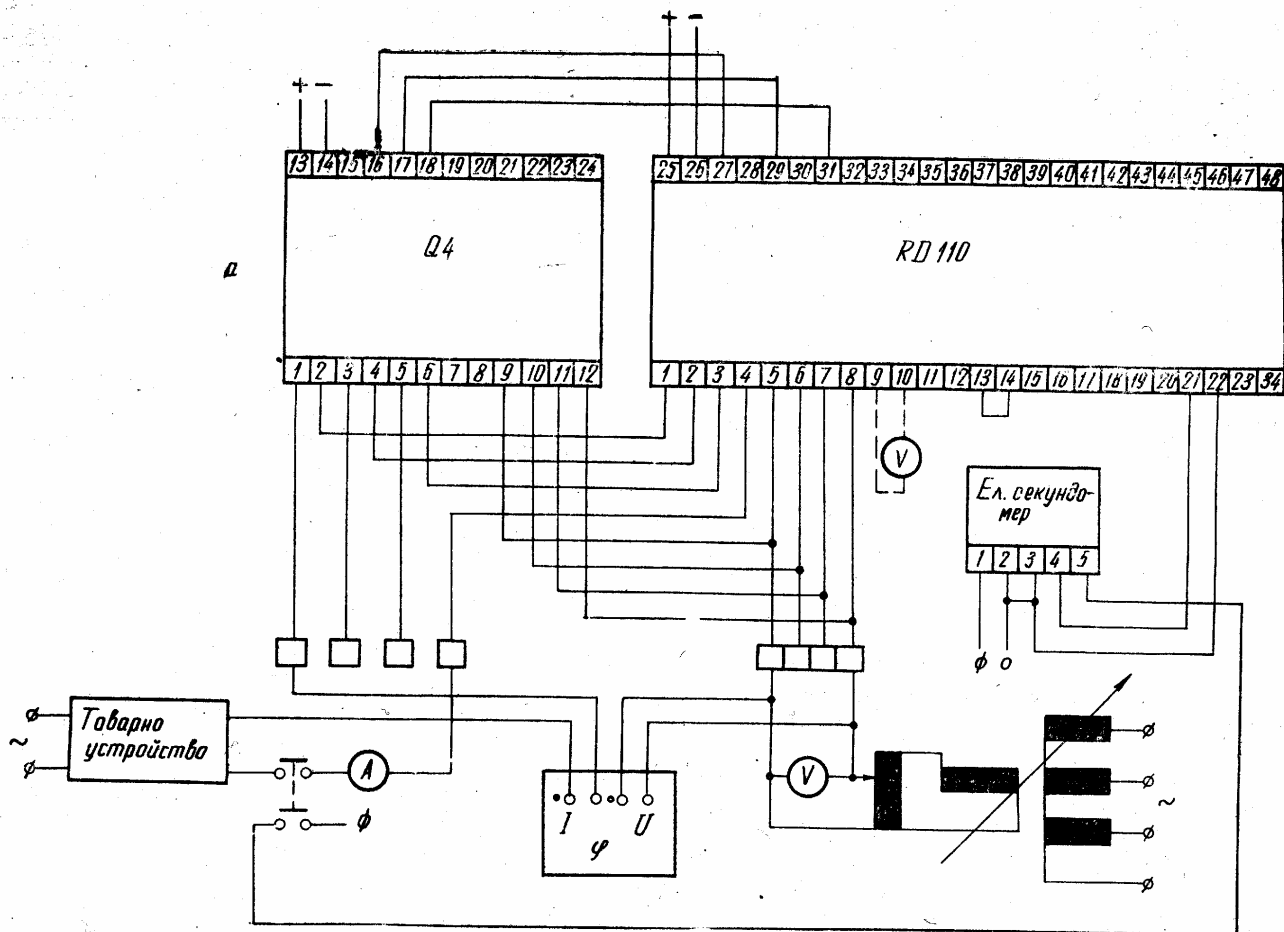 + -
+ -
13 14 15 16 17 18 19 20 21 22 23 24
25 26 27 28 29 30 31 32 33 34 35 36 37 38 39 40 41 42 43 44 45 46 47 48
a
Q4
RD 110
1 2 3 4 5 6 7 8 9 10 11 12
1 2 3 4 5 6 7 8 9 10 11 12 13 14 15 16 17 18 19 20 21 22 23 34
V
Ел. секундо-
мер
1 2 3 4 5
ф о
Товарно
устройство
~
ф
ф
A
ф
I U
φ
V
ф
ф
~
ф
ф